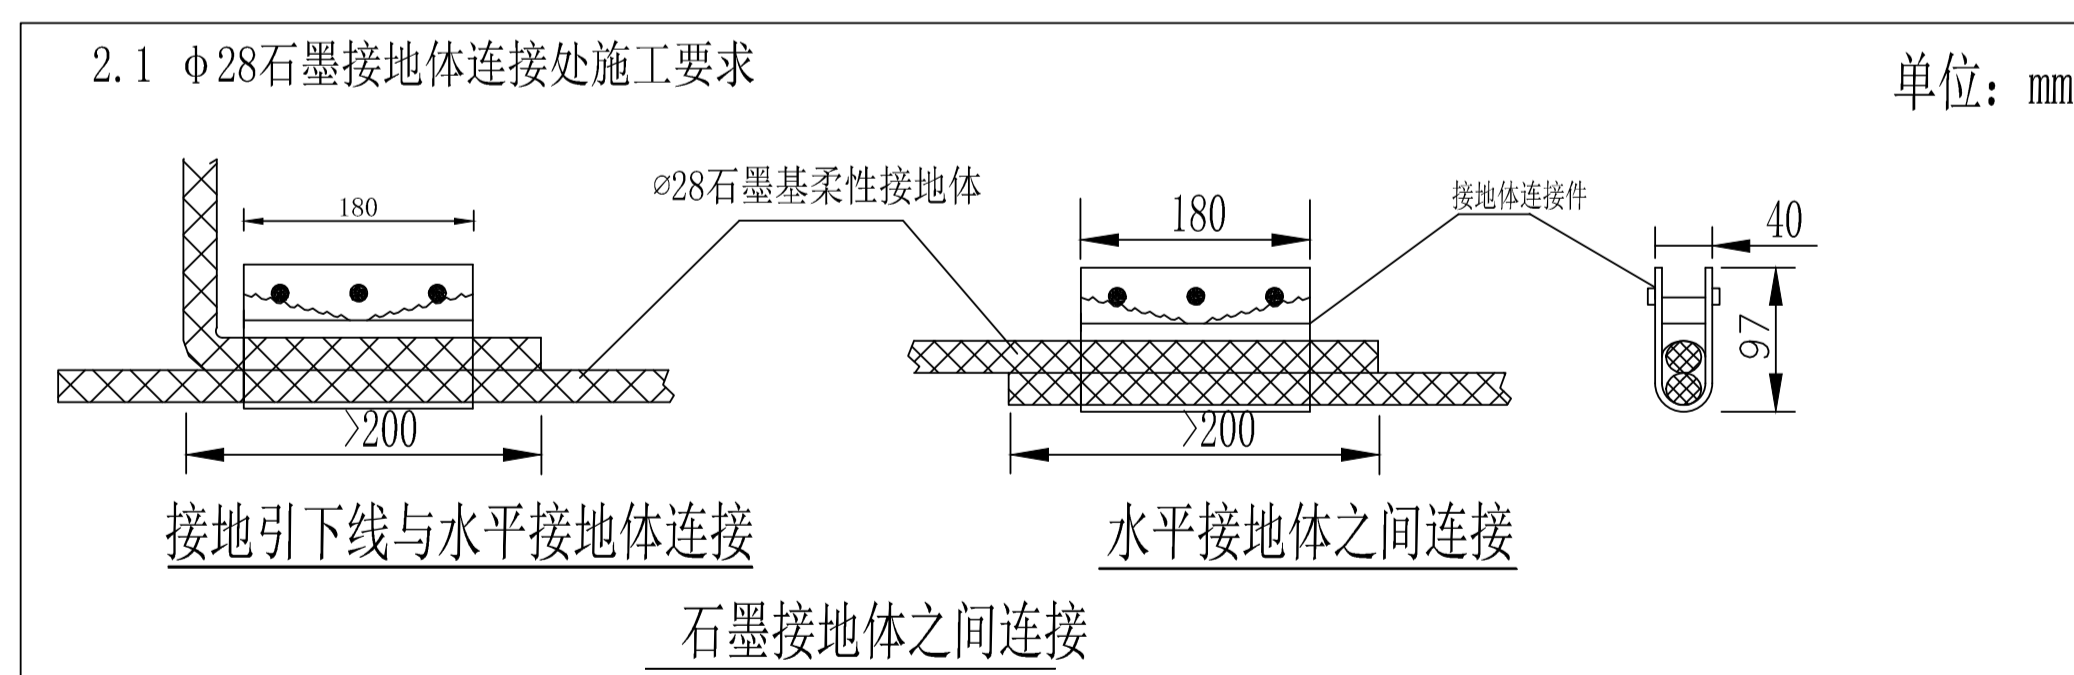 2.1 φ28石墨接地体连接处施工要求
单位：mm
180
∅28石墨基柔性接地体
180
接地体连接件
40
97
>200
>200
接地引下线与水平接地体连接
水平接地体之间连接
石墨接地体之间连接